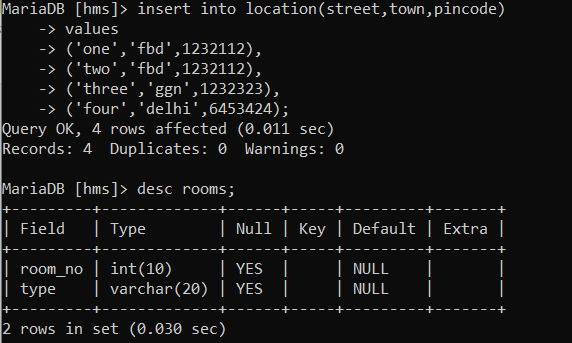 MariaDB [hms]> insert into location(street,town,pincode)
    -> values
    -> ('one','fbd',1232112),
    -> ('two','fbd',1232112),
    -> ('three','ggn',1232323),
    -> ('four','delhi',6453424);
Query OK, 4 rows affected (0.011 sec)
Records: 4  Duplicates: 0  Warnings: 0

MariaDB [hms]> desc rooms;
+---------+-------------+------+-----+---------+-------+
| Field   | Type        | Null | Key | Default | Extra |
+---------+-------------+------+-----+---------+-------+
| room_no | int(10)     | YES  |     | NULL    |       |
| type    | varchar(20) | YES  |     | NULL    |       |
+---------+-------------+------+-----+---------+-------+
2 rows in set (0.030 sec)